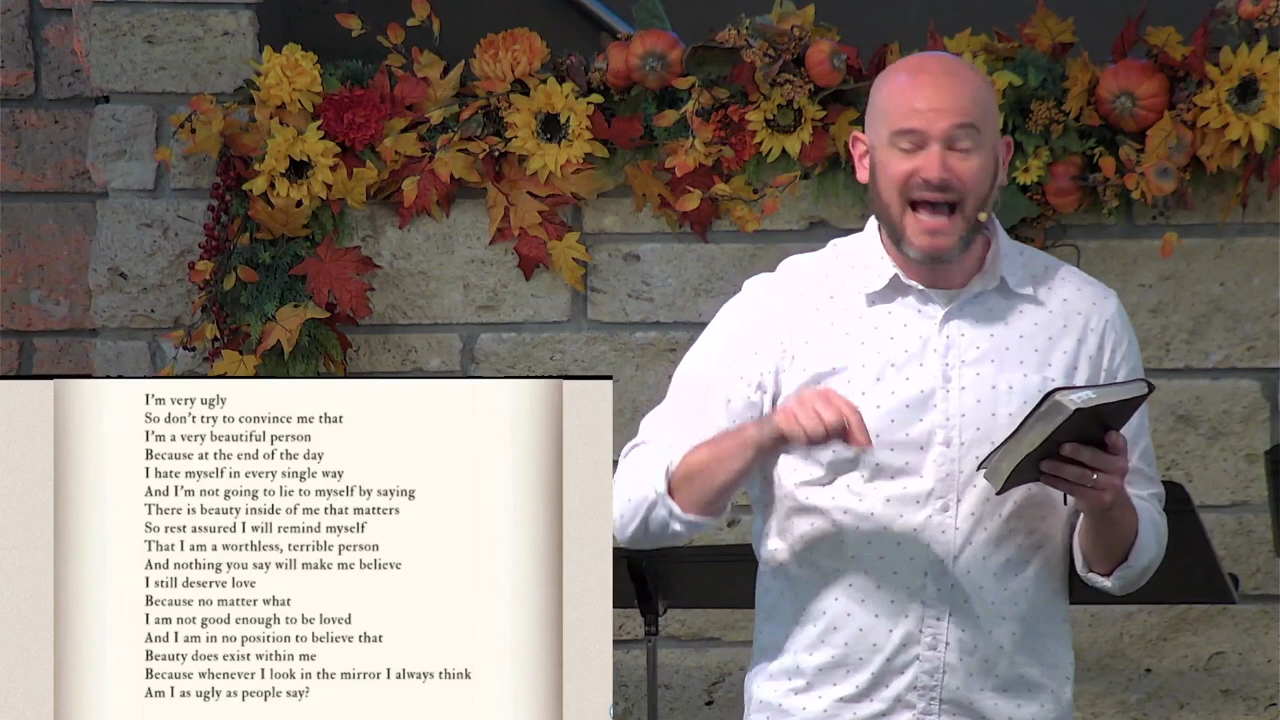 I'm very ugly
So don't try to convince me that
I'm a very beautiful person
Because at the end of the day
I hate myself in every single way
And I'm not going to lie to myself by saying
There is beauty inside of me that matters
So rest assured I will remind myself
That I am a worthless, terrible person
And nothing you say will make me believe
I still deserve love
Because no matter what
I am not good enough to be loved
And I am in no position to believe that
Beauty does exist within me
Because whenever I look in the mirror I always think
Am I as ugly as people say?